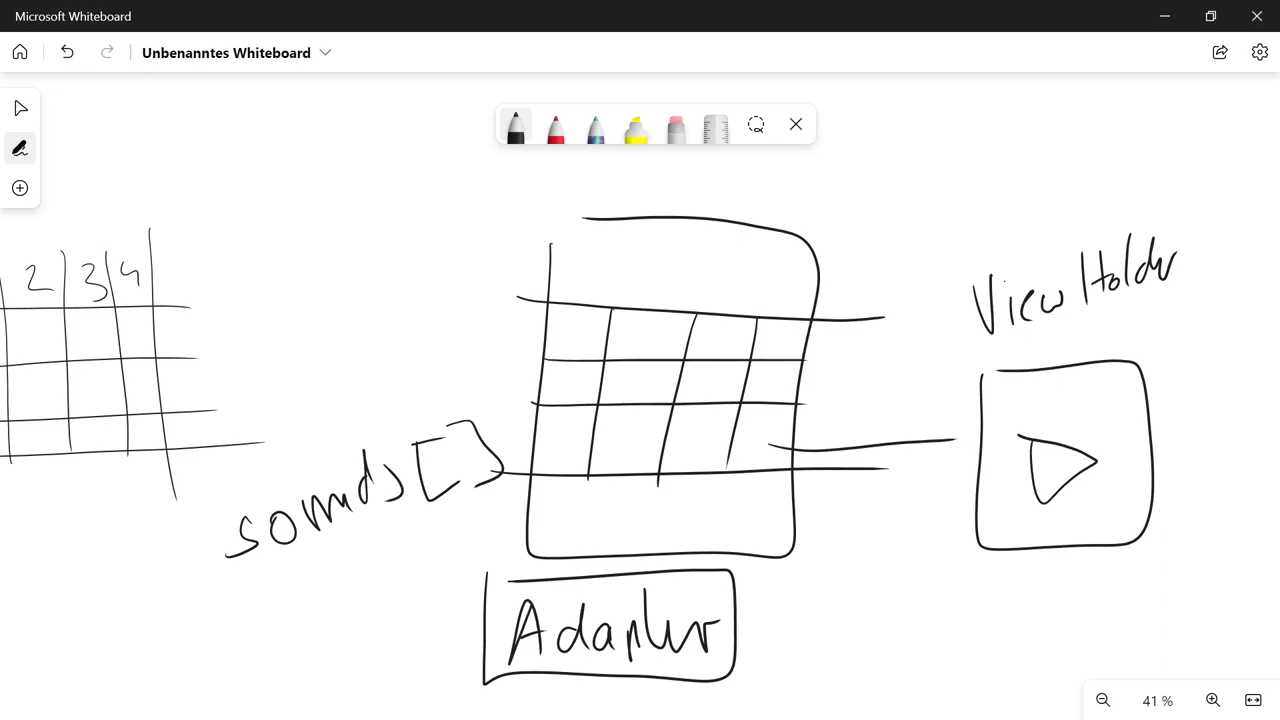 Microsoft Whiteboard
Unbenanntes Whiteboard
2 3 4
ViewHolder
sounds[]
Adapter
41 %